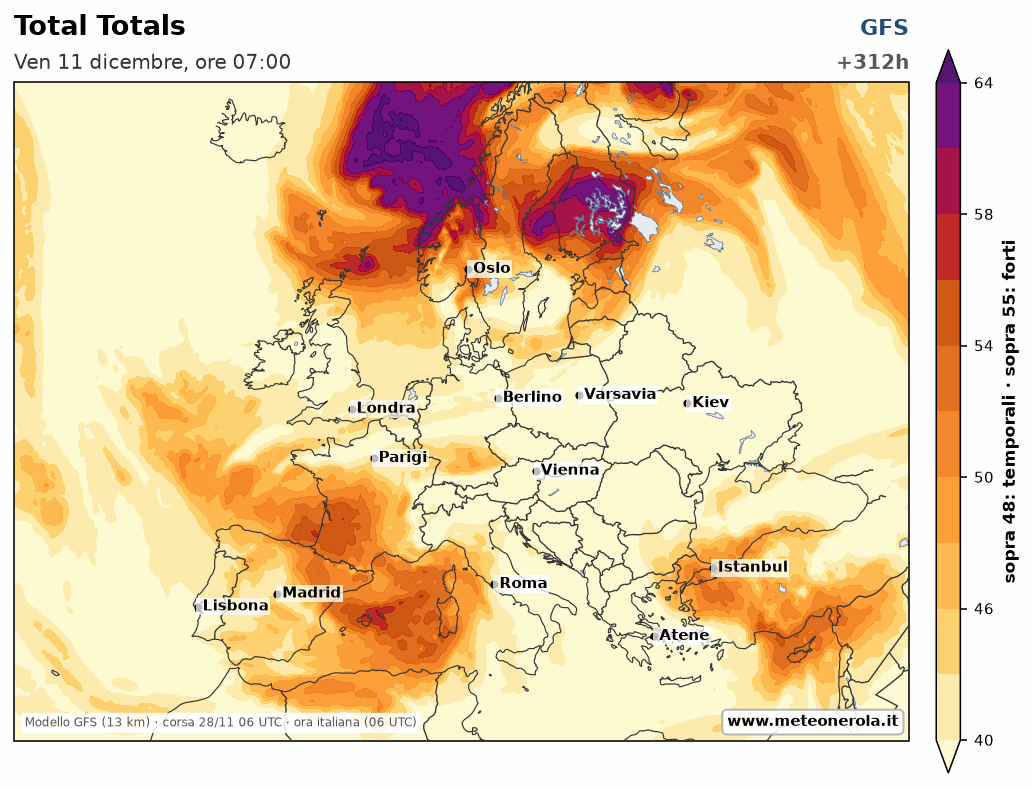 Total Totals
GFS
Ven 11 dicembre, ore 07:00
+312h
64
58
54
50
46
40
sopra 48: temporali · sopra 55: forti
Oslo
Londra
Berlino
Varsavia
Kiev
Parigi
Vienna
Istanbul
Roma
Madrid
Lisbona
Atene
Modello GFS (13 km) · corsa 28/11 06 UTC · ora italiana (06 UTC)
www.meteonerola.it